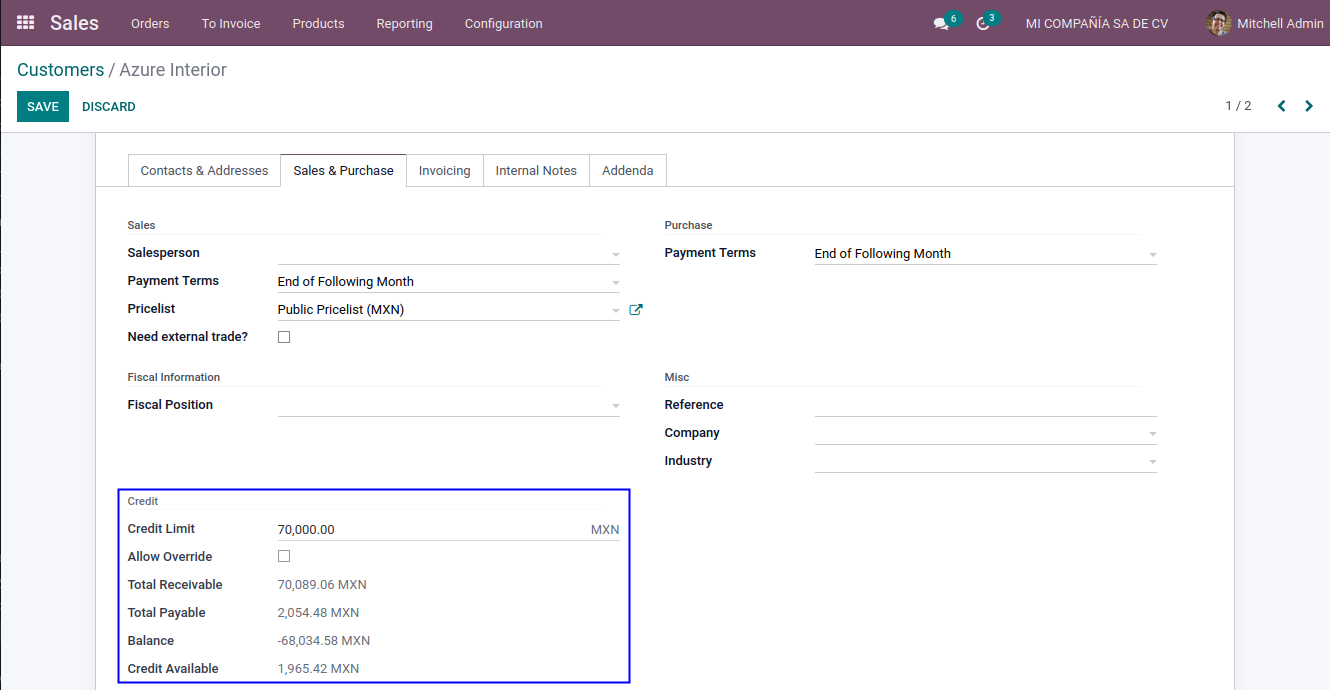 Sales Orders To Invoice Products Reporting Configuration 6 3 MI COMPAÑÍA SA DE CV Mitchell Admin
Customers / Azure Interior
SAVE DISCARD 1 / 2
Contacts & Addresses Sales & Purchase Invoicing Internal Notes Addenda
Sales
Salesperson
Payment Terms End of Following Month
Pricelist Public Pricelist (MXN)
Need external trade?
Purchase
Payment Terms End of Following Month
Fiscal Information
Fiscal Position
Misc
Reference
Company
Industry
Credit
Credit Limit 70,000.00 MXN
Allow Override
Total Receivable 70,089.06 MXN
Total Payable 2,054.48 MXN
Balance -68,034.58 MXN
Credit Available 1,965.42 MXN